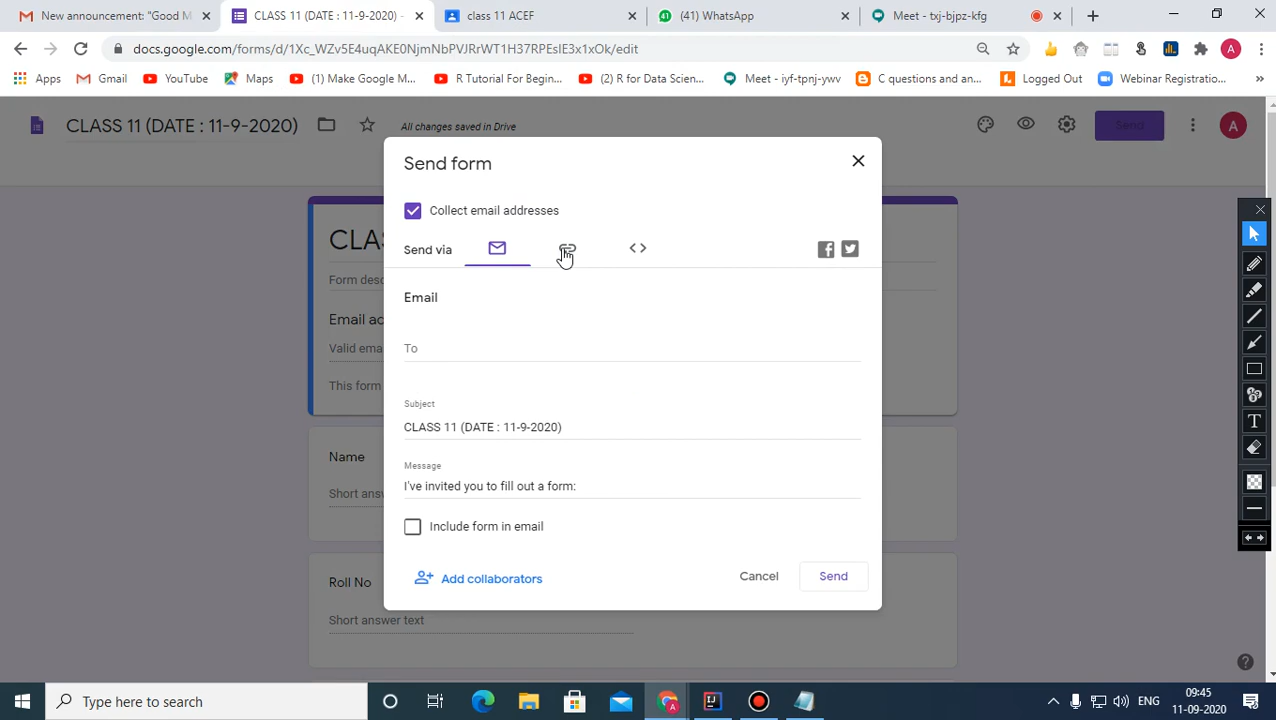 New announcement: "Good M
CLASS 11 (DATE : 11-9-2020) -
class 11 ACEF
(41) WhatsApp
Meet - txj-bjpz-kfg
docs.google.com/forms/d/1Xc_WZv5E4uqAKE0NjmNbPVJRrWT1H37RPEsIE3x1xOk/edit
Apps
Gmail
YouTube
Maps
(1) Make Google M...
R Tutorial For Begin...
(2) R for Data Scien...
Meet - iyf-tpnj-ywv
C questions and an...
Logged Out
Webinar Registratio...
CLASS 11 (DATE : 11-9-2020)
All changes saved in Drive
Send
A
Send form
Collect email addresses
Send via
Email
To
Subject
CLASS 11 (DATE : 11-9-2020)
Message
I've invited you to fill out a form:
Include form in email
Add collaborators
Cancel
Send
CLA
Form desc
Email ad
Valid emai
This form
Name
Short answ
Roll No
Short answer text
T
Type here to search
ENG
09:45
11-09-2020